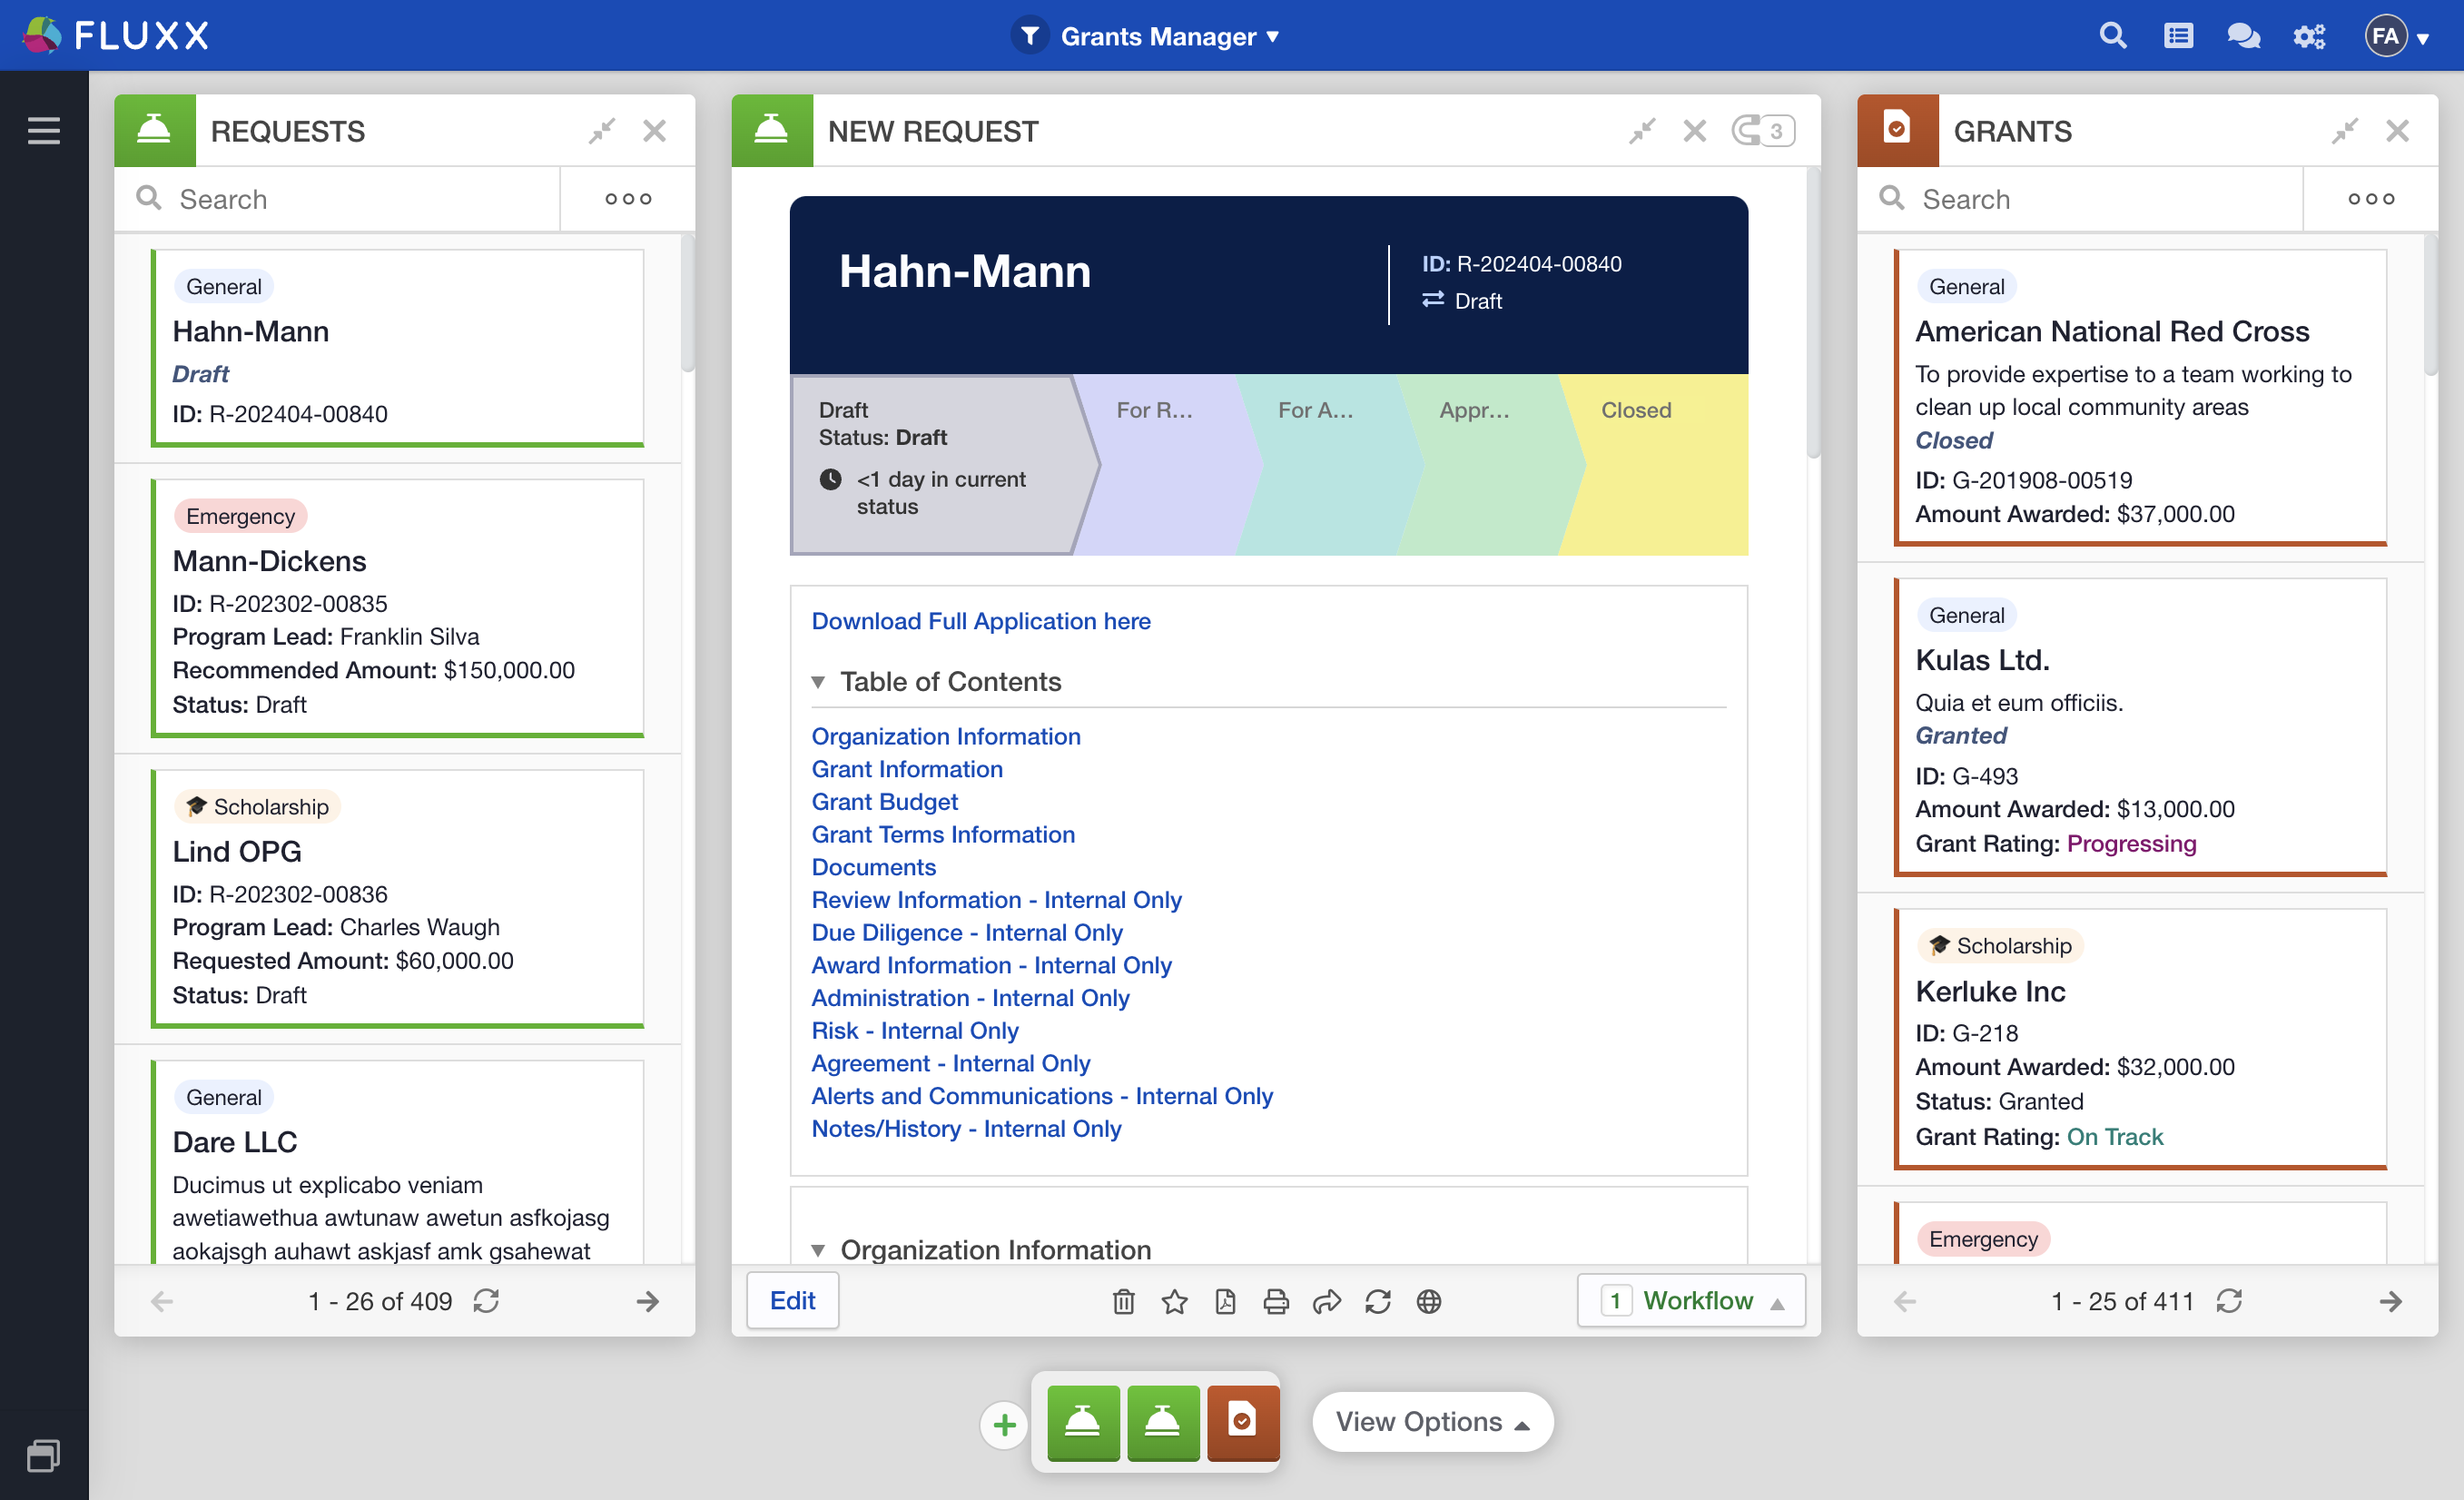 FLUXX
Grants Manager
FA
REQUESTS
Search
General
Hahn-Mann
Draft
ID: R-202404-00840
Emergency
Mann-Dickens
ID: R-202302-00835
Program Lead: Franklin Silva
Recommended Amount: $150,000.00
Status: Draft
Scholarship
Lind OPG
ID: R-202302-00836
Program Lead: Charles Waugh
Requested Amount: $60,000.00
Status: Draft
General
Dare LLC
Ducimus ut explicabo veniam
awetiawethua awtunaw awetun asfkojasg
aokajsgh auhawt askjasf amk gsahewat
1 - 26 of 409
NEW REQUEST
3
Hahn-Mann
ID: R-202404-00840
Draft
Draft
Status: Draft
<1 day in current
status
For R...
For A...
Appr...
Closed
Download Full Application here
Table of Contents
Organization Information
Grant Information
Grant Budget
Grant Terms Information
Documents
Review Information - Internal Only
Due Diligence - Internal Only
Award Information - Internal Only
Administration - Internal Only
Risk - Internal Only
Agreement - Internal Only
Alerts and Communications - Internal Only
Notes/History - Internal Only
Organization Information
Edit
1 Workflow
GRANTS
Search
General
American National Red Cross
To provide expertise to a team working to
clean up local community areas
Closed
ID: G-201908-00519
Amount Awarded: $37,000.00
General
Kulas Ltd.
Quia et eum officiis.
Granted
ID: G-493
Amount Awarded: $13,000.00
Grant Rating: Progressing
Scholarship
Kerluke Inc
ID: G-218
Amount Awarded: $32,000.00
Status: Granted
Grant Rating: On Track
Emergency
1 - 25 of 411
View Options